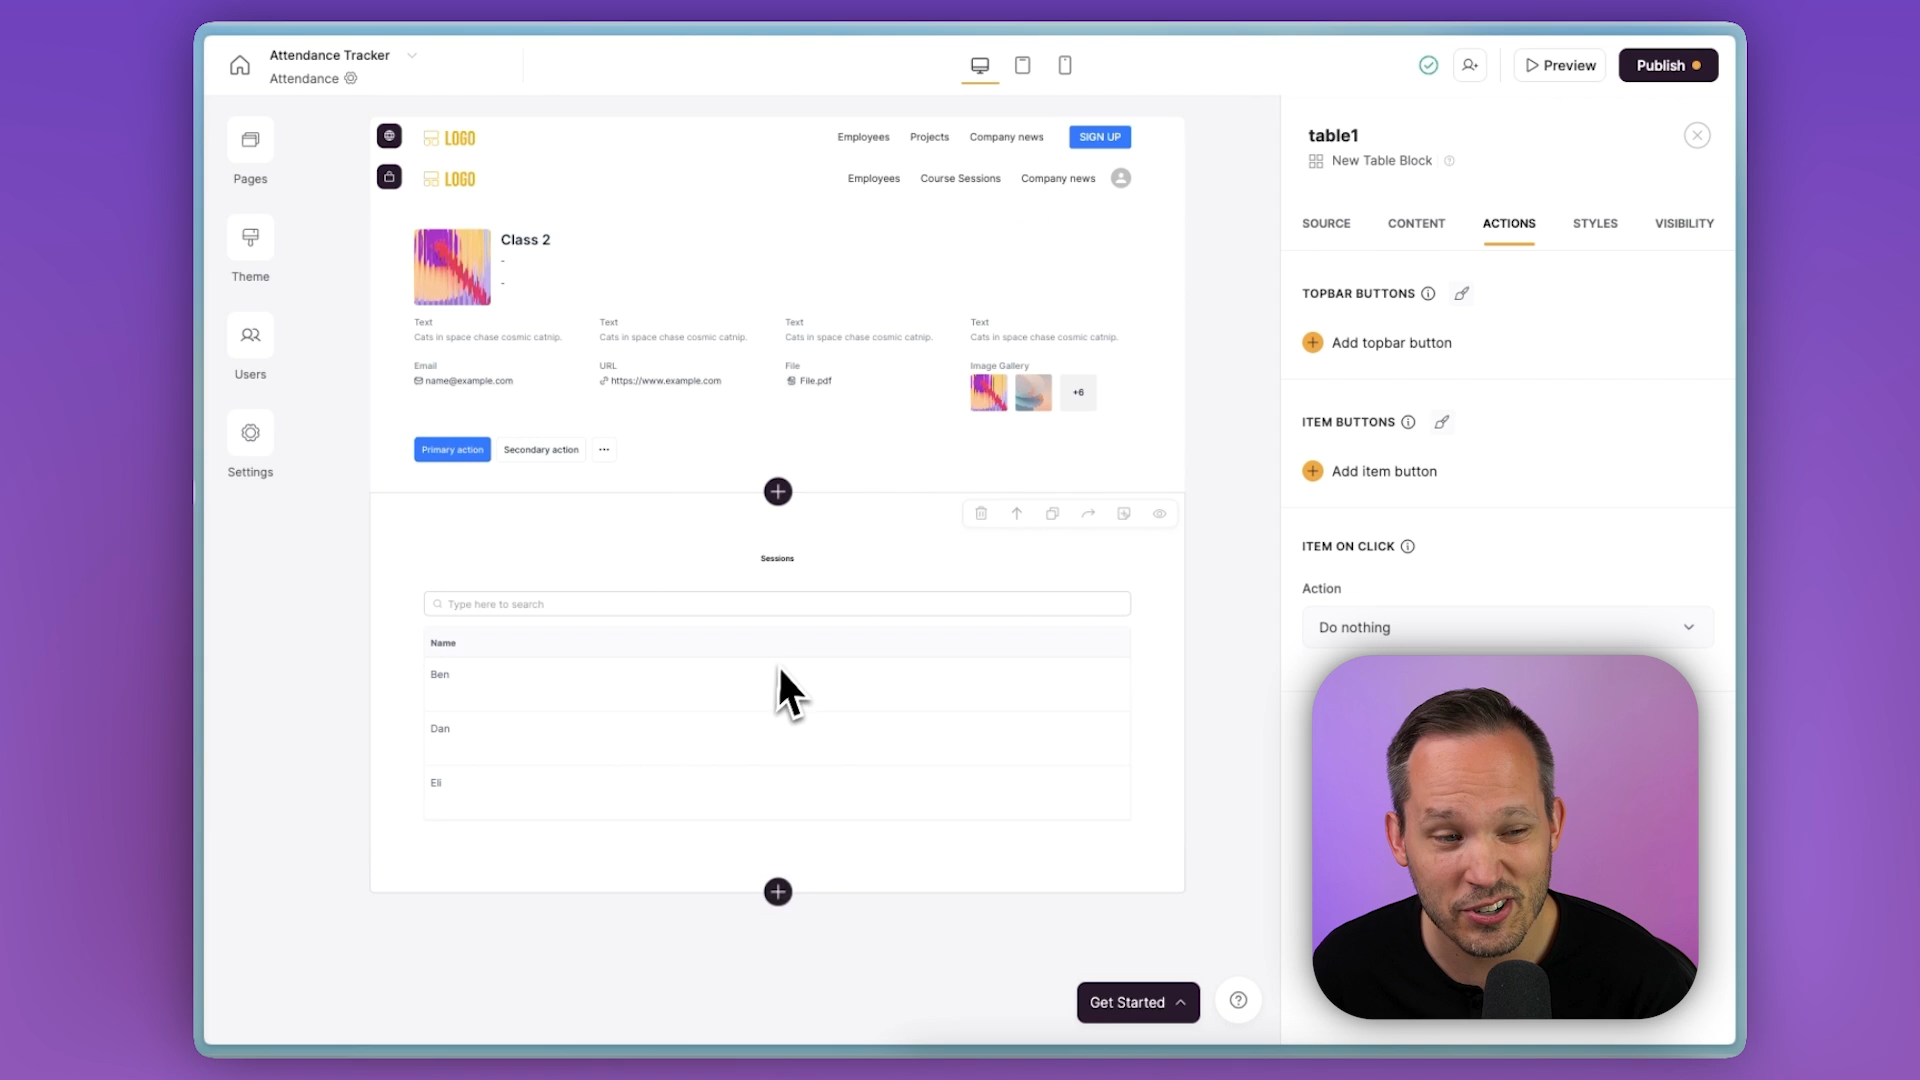 Attendance Tracker
Attendance
Preview
Publish
Pages
Theme
Users
Settings
LOGO
Employees
Projects
Company news
SIGN UP
LOGO
Employees
Course Sessions
Company news
Class 2
-
-
Text
Text
Text
Text
Cats in space chase cosmic catnip.
Cats in space chase cosmic catnip.
Cats in space chase cosmic catnip.
Cats in space chase cosmic catnip.
Email
URL
File
Image Gallery
name@example.com
https://www.example.com
File.pdf
+6
Primary action
Secondary action
Sessions
Type here to search
Name
Ben
Dan
Eli
Get Started
table1
New Table Block
SOURCE
CONTENT
ACTIONS
STYLES
VISIBILITY
TOPBAR BUTTONS
Add topbar button
ITEM BUTTONS
Add item button
ITEM ON CLICK
Action
Do nothing